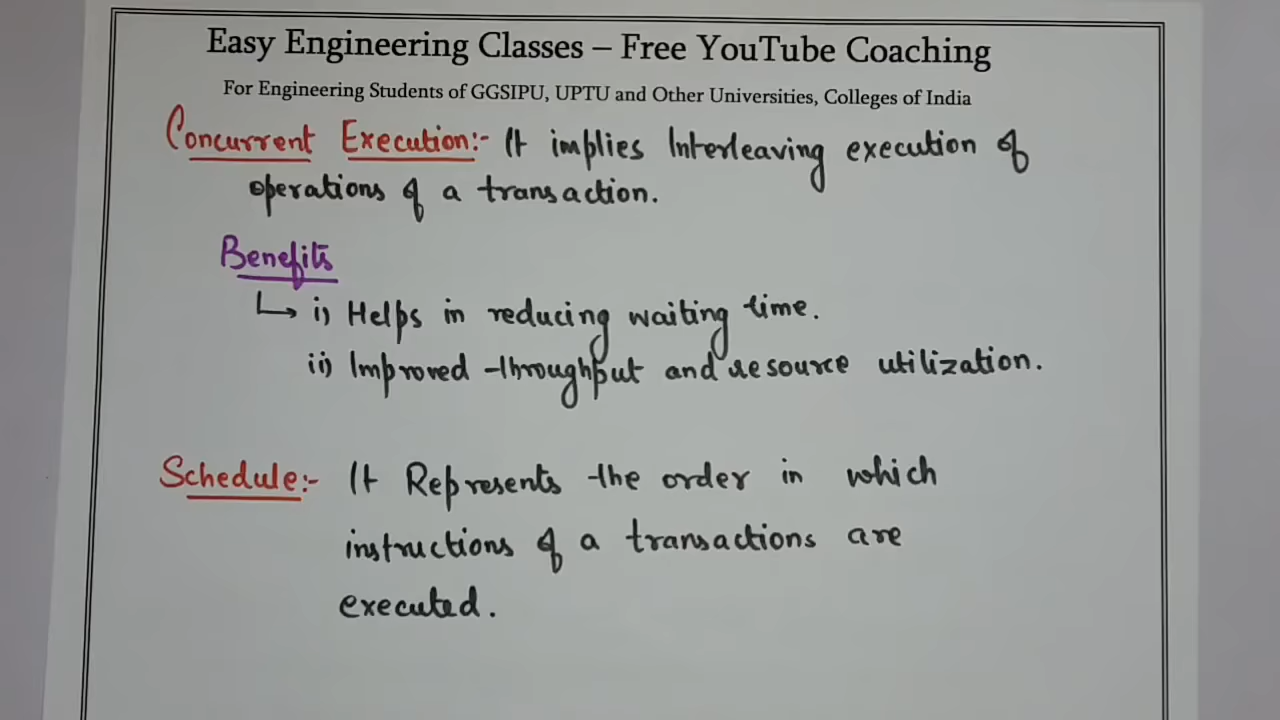 Easy Engineering Classes – Free YouTube Coaching
For Engineering Students of GGSIPU, UPTU and Other Universities, Colleges of India
Concurrent Execution:- It implies Interleaving execution of
operations of a transaction.
Benefits
↳ i) Helps in reducing waiting time.
ii) Improved throughput and resource utilization.
Schedule:- It Represents the order in which
instructions of a transactions are
executed.